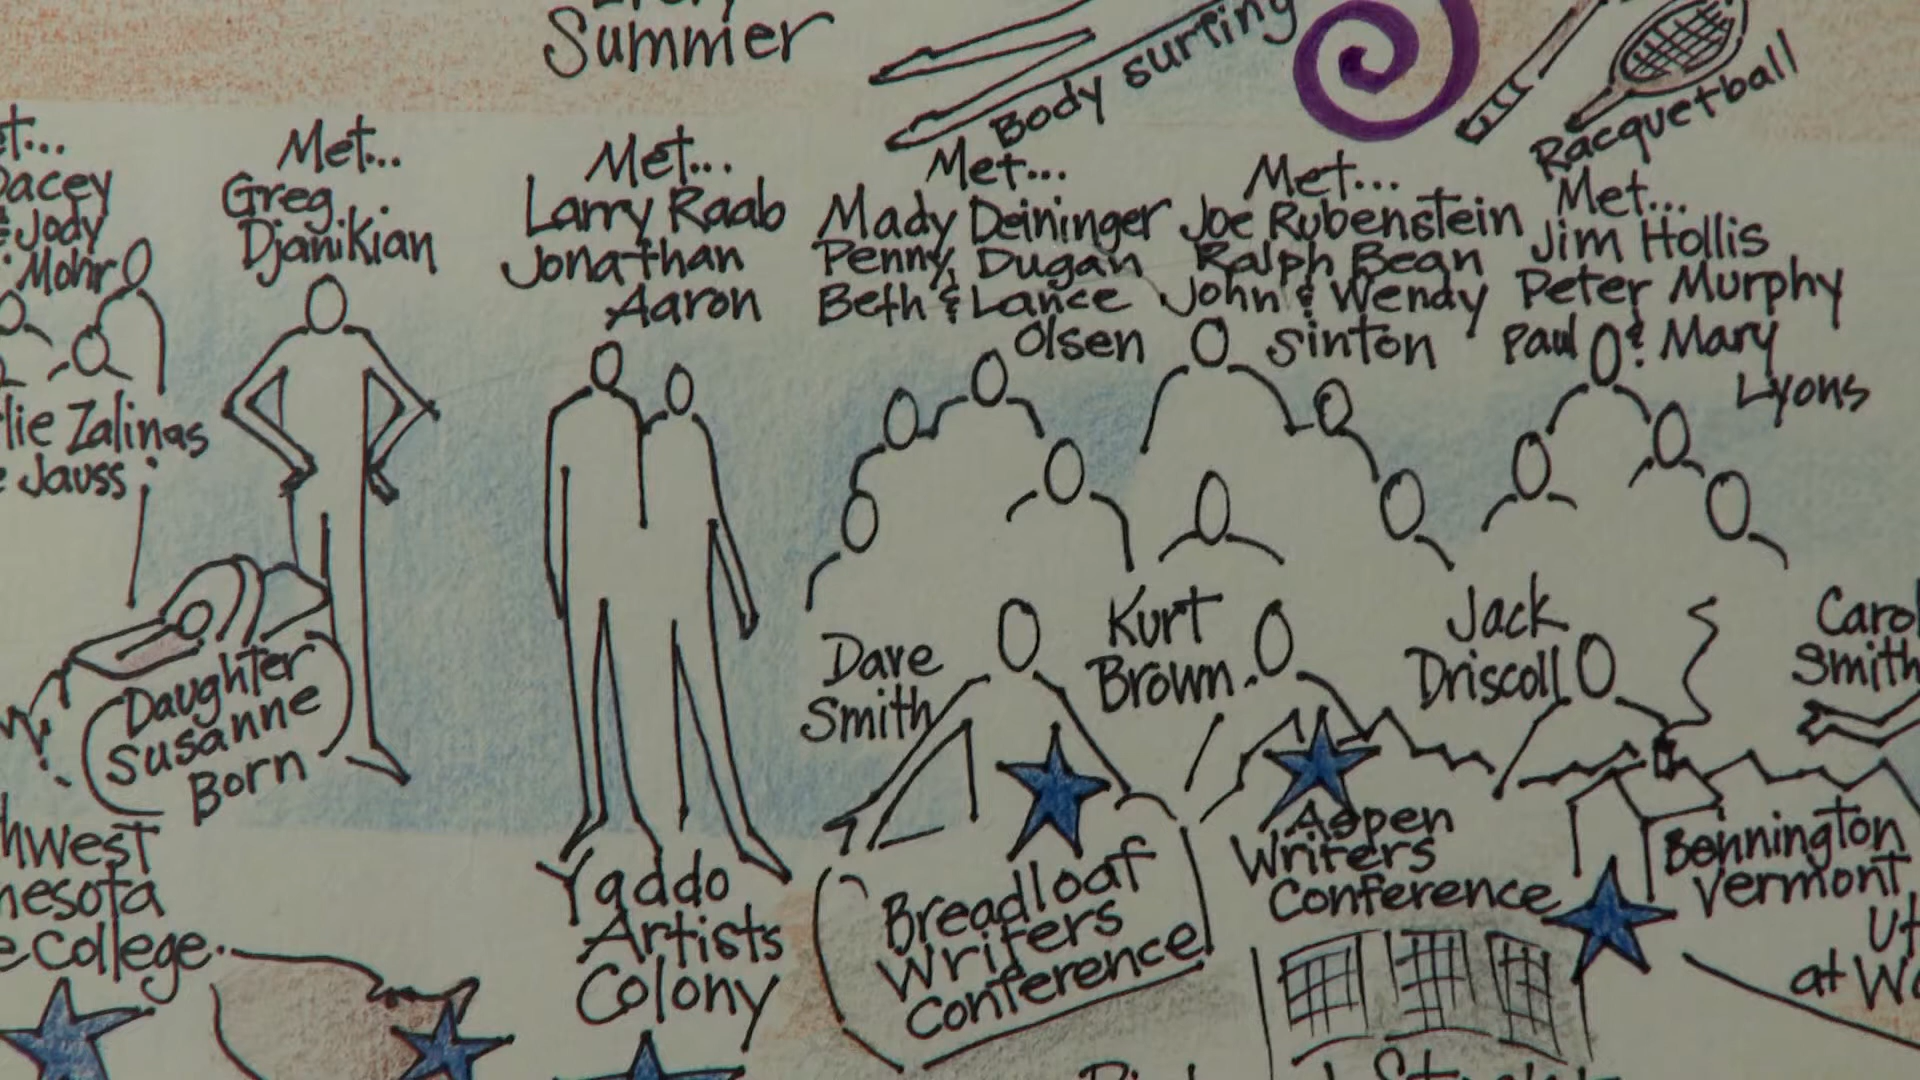 Summer
Body surfing
Racquetball
Met...
Greg
Djanikian
Met...
Larry Raab
Jonathan
Aaron
Met...
Mady Deininger
Penny Dugan
Beth & Lance
Olsen
Met...
Joe Rubenstein
Ralph Bean
John & Wendy
Sinton
Met...
Jim Hollis
Peter Murphy
Paul & Mary
Lyons
& Jody
Mohr
Zalinas
Jauss
Daughter
Susanne
Born
College
Yaddo
Artists
Colony
Dave
Smith
Breadloaf
Writers
Conference
Kurt
Brown
Aspen
Writers
Conference
Jack
Driscoll
Bennington
Vermont
Carol
Smith
at